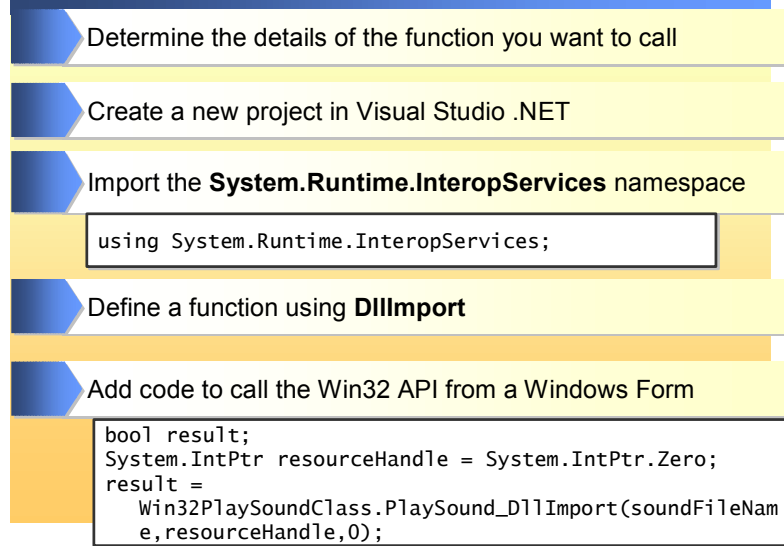 Determine the details of the function you want to call
Create a new project in Visual Studio .NET
Import the System.Runtime.InteropServices namespace
using System.Runtime.InteropServices;
Define a function using DllImport
Add code to call the Win32 API from a Windows Form
bool result;
System.IntPtr resourceHandle = System.IntPtr.Zero;
result =
Win32PlaySoundClass.PlaySound_DllImport(soundFileNam
e,resourceHandle,0);